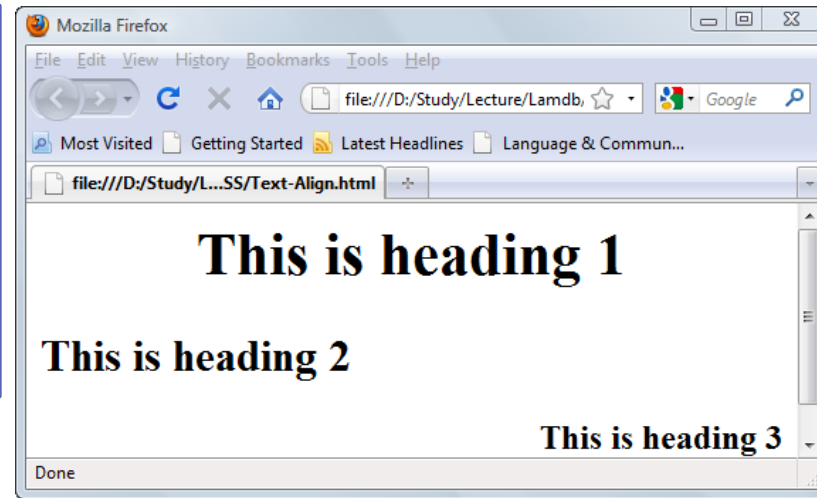 Mozilla Firefox
File Edit View History Bookmarks Tools Help
file:///D:/Study/Lecture/Lamdb, Google
Most Visited Getting Started Latest Headlines Language & Commun...
file:///D:/Study/L...SS/Text-Align.html
This is heading 1
This is heading 2
This is heading 3
Done